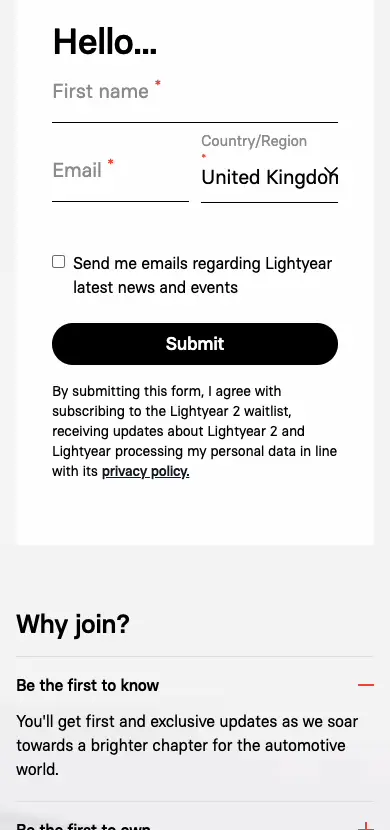 Hello...
First name *
Country/Region
*
Email *
United Kingdom
Send me emails regarding Lightyear
latest news and events
Submit
By submitting this form, I agree with
subscribing to the Lightyear 2 waitlist,
receiving updates about Lightyear 2 and
Lightyear processing my personal data in line
with its privacy policy.
Why join?
Be the first to know
You'll get first and exclusive updates as we soar
towards a brighter chapter for the automotive
world.
Be the first to own